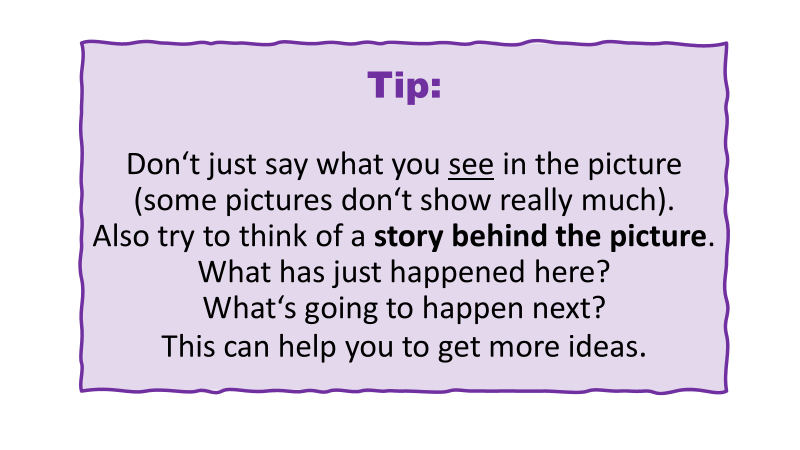 Tip:
Don‘t just say what you see in the picture
(some pictures don‘t show really much).
Also try to think of a story behind the picture.
What has just happened here?
What‘s going to happen next?
This can help you to get more ideas.